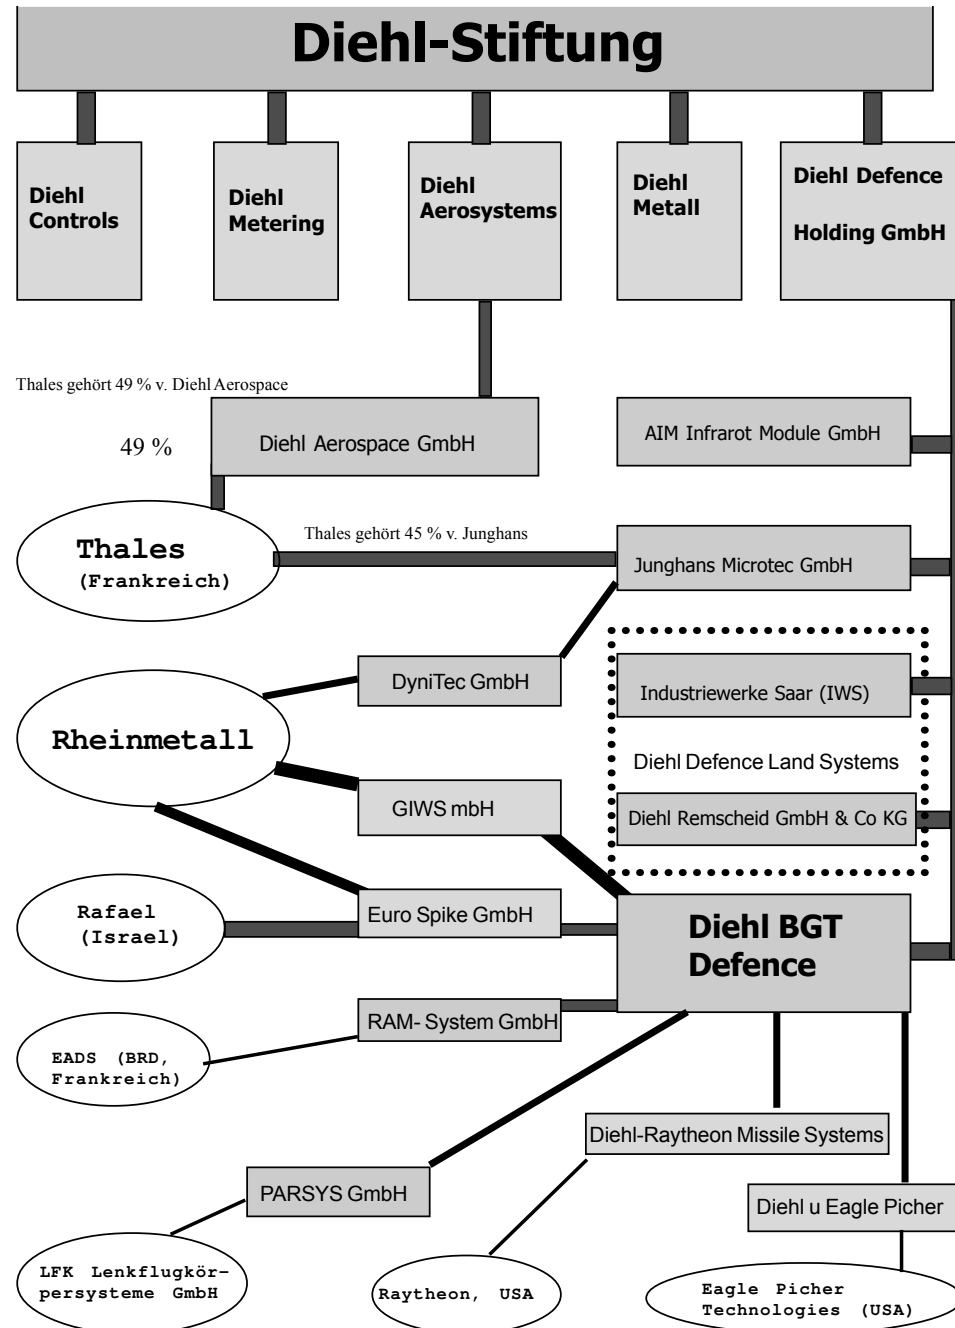 Diehl-Stiftung
Diehl
Controls
Diehl
Metering
Diehl
Aerosystems
Diehl
Metall
Diehl Defence
Holding GmbH
Thales gehört 49 % v. Diehl Aerospace
49 %
Diehl Aerospace GmbH
AIM Infrarot Module GmbH
Thales
(Frankreich)
Thales gehört 45 % v. Junghans
Junghans Microtec GmbH
DyniTec GmbH
Industriewerke Saar (IWS)
Rheinmetall
Diehl Defence Land Systems
GIWS mbH
Diehl Remscheid GmbH & Co KG
Rafael
(Israel)
Euro Spike GmbH
Diehl BGT
Defence
RAM- System GmbH
EADS (BRD,
Frankreich)
Diehl-Raytheon Missile Systems
PARSYS GmbH
Diehl u Eagle Picher
LFK Lenkflugkör-
persysteme GmbH
Raytheon, USA
Eagle Picher
Technologies (USA)